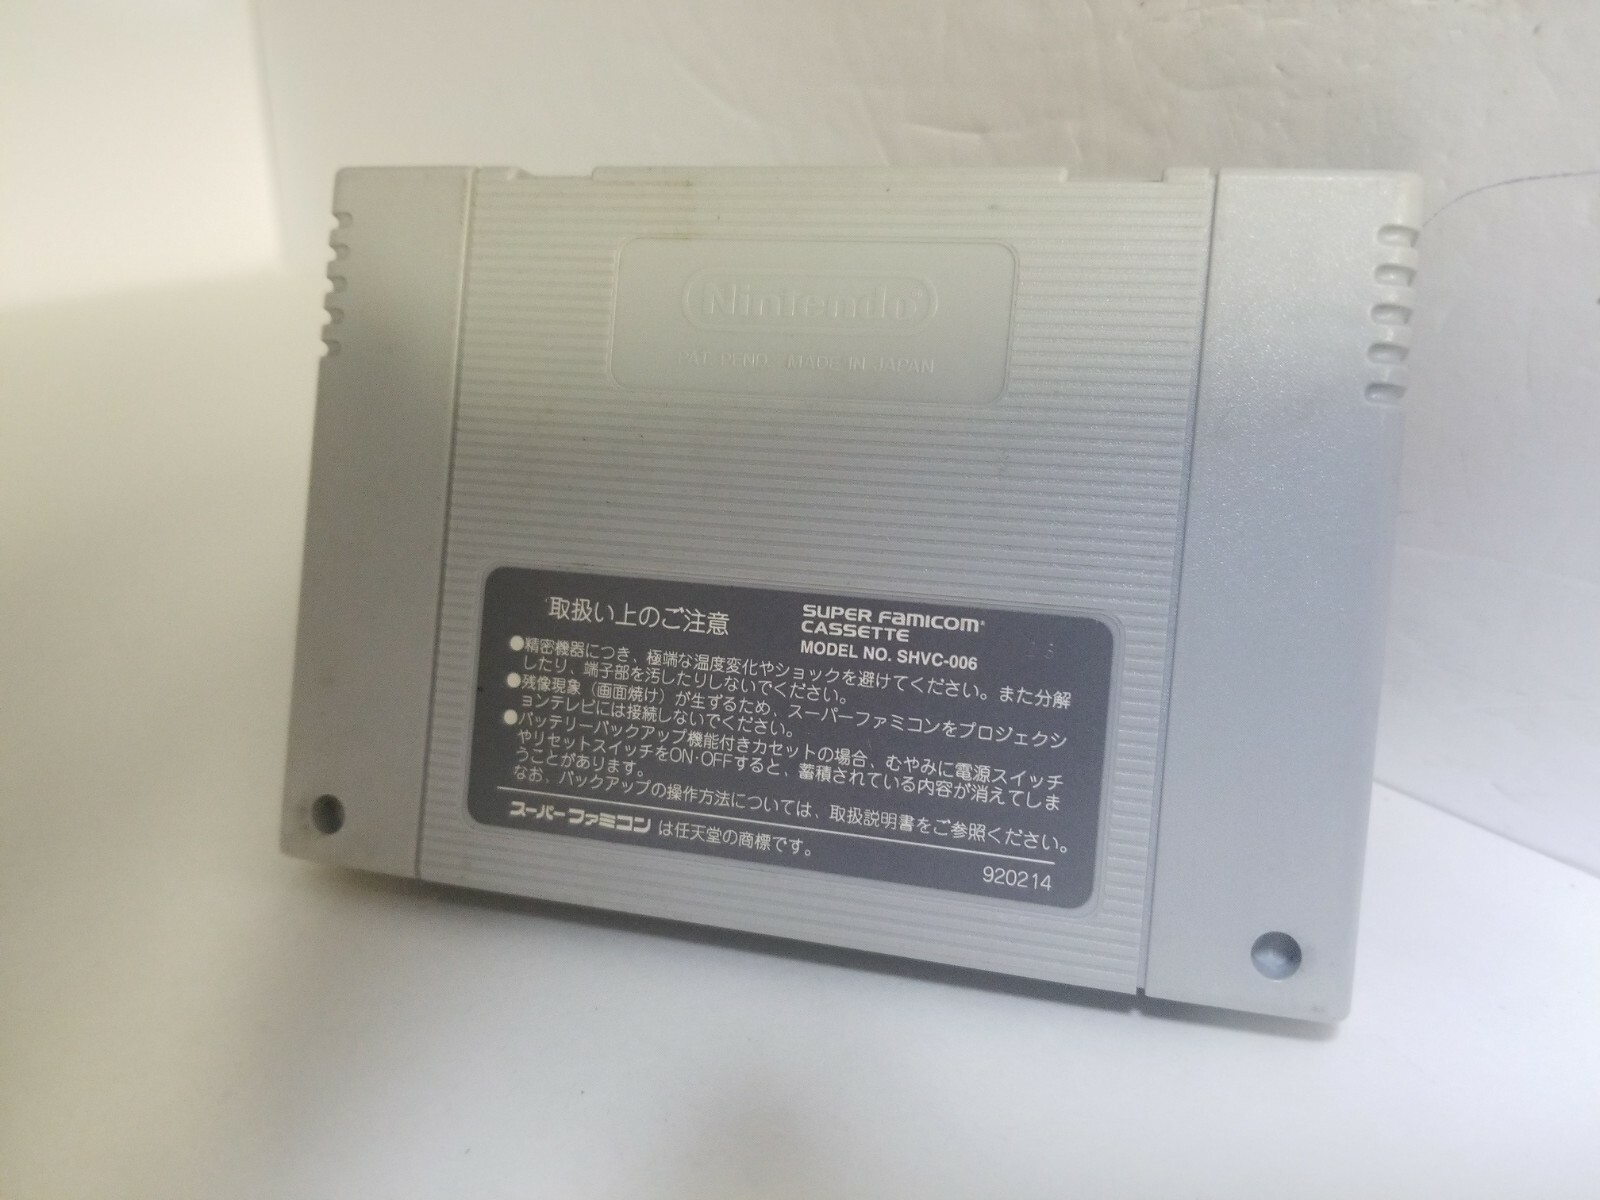 Nintendo
PAT. PEND. MADE IN JAPAN
取扱い上のご注意
SUPER FAMICOM®
CASSETTE
MODEL NO. SHVC-006
●精密機器につき、極端な温度変化やショックを避けてください。また分解
したり、端子部を汚したりしないでください。
●残像現象（画面焼け）が生ずるため、スーパーファミコンをプロジェクシ
ョンテレビには接続しないでください。
●バッテリーバックアップ機能付きカセットの場合、むやみに電源スイッチ
やリセットスイッチをON・OFFすると、蓄積されている内容が消えてしま
うことがあります。
なお、バックアップの操作方法については、取扱説明書をご参照ください。
スーパーファミコン は任天堂の商標です。
920214